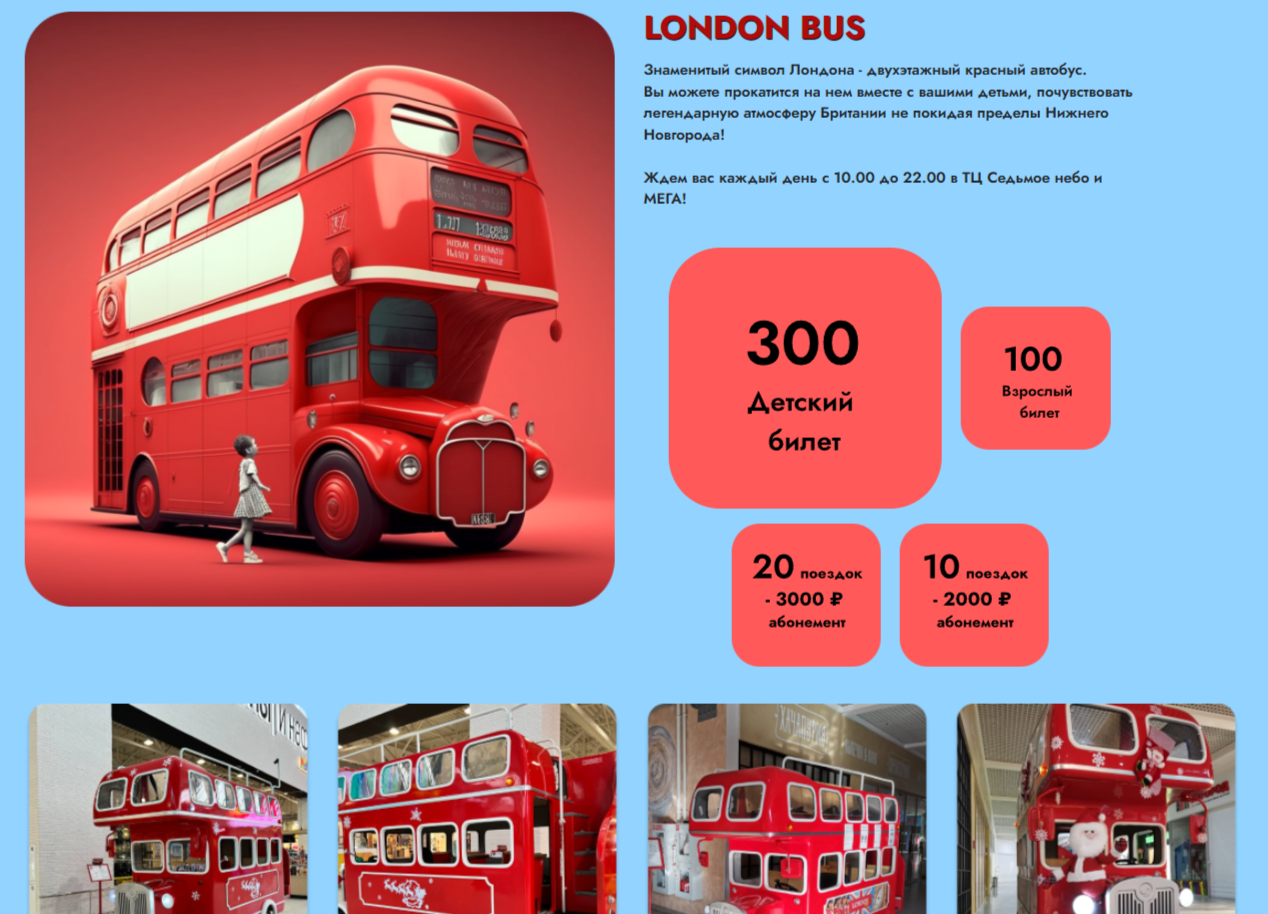 LONDON BUS
Знаменитый символ Лондона - двухэтажный красный автобус.
Вы можете прокатится на нем вместе с вашими детьми, почувствовать
легендарную атмосферу Британии не покидая пределы Нижнего
Новгорода!
Ждем вас каждый день с 10.00 до 22.00 в ТЦ Седьмое небо и
МЕГА!
300
Детский
билет
100
Взрослый
билет
20 поездок
- 3000 ₽
абонемент
10 поездок
- 2000 ₽
абонемент